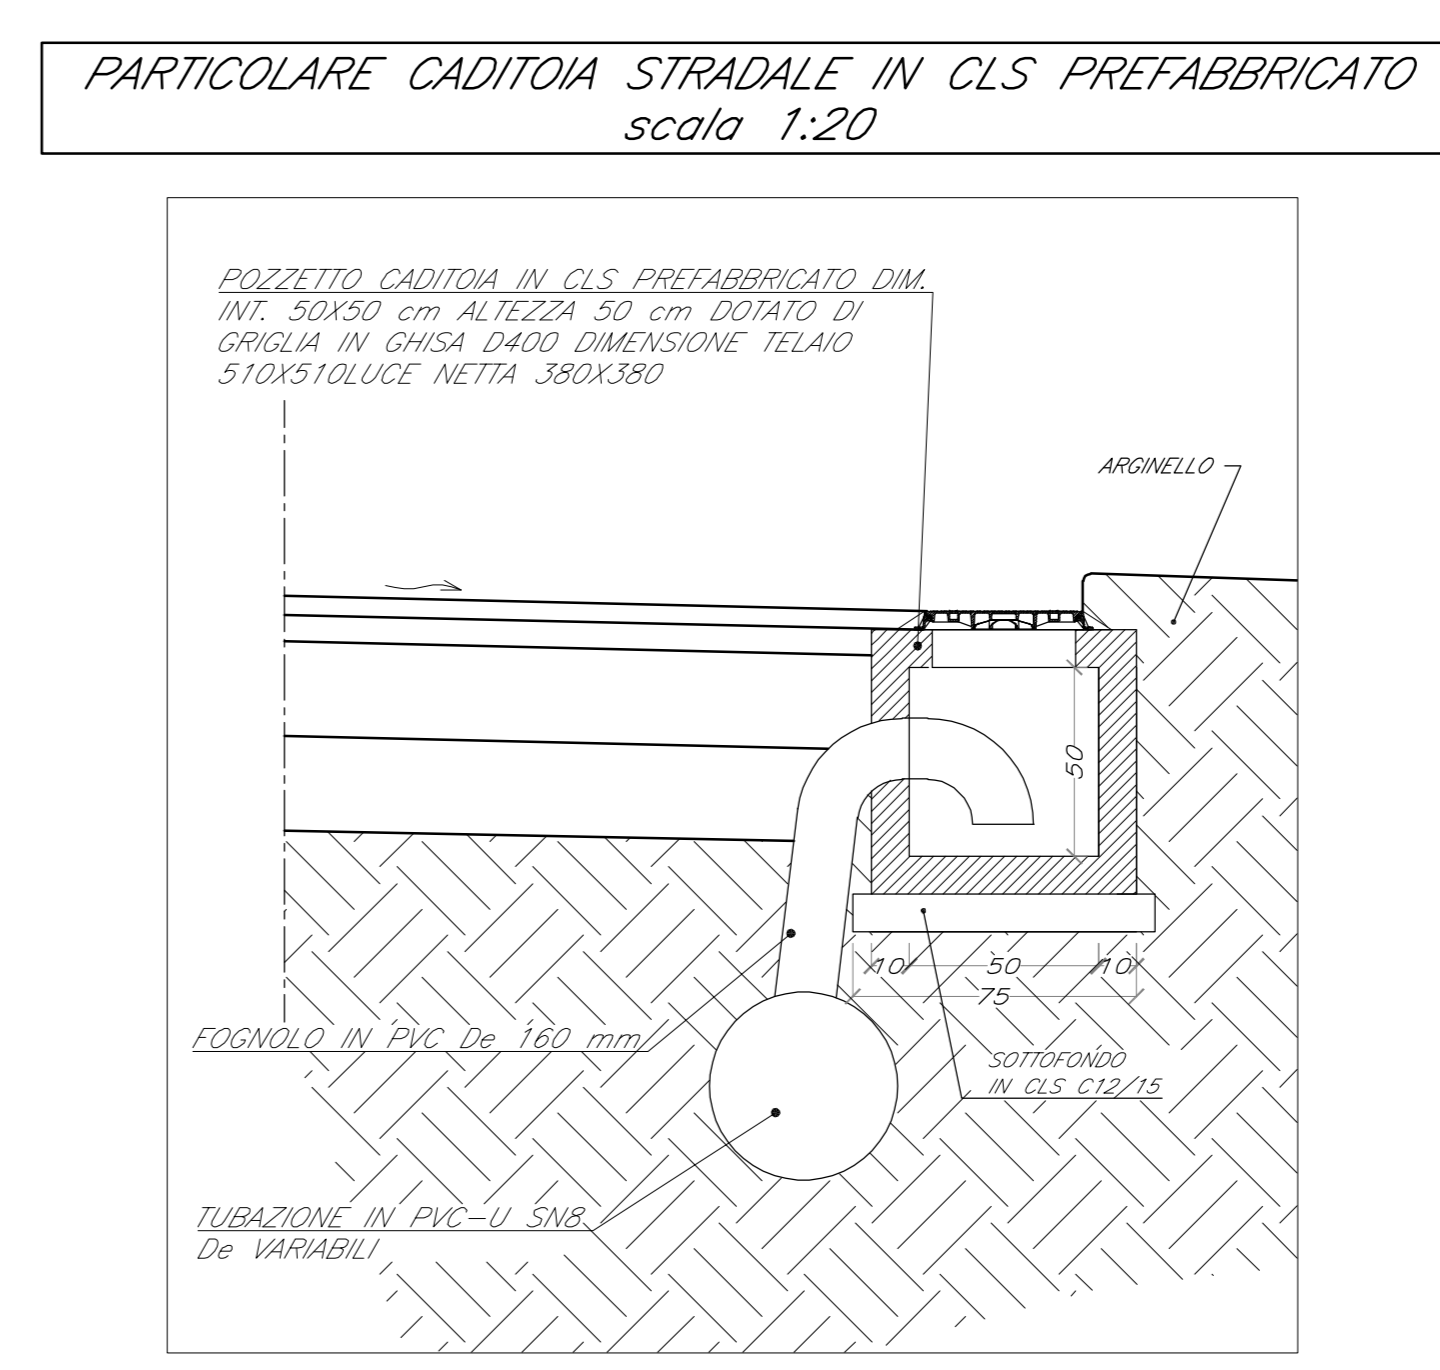 PARTICOLARE CADITOIA STRADALE IN CLS PREFABBRICATO
scala 1:20
POZZETTO CADITOIA IN CLS PREFABBRICATO DIM.
INT. 50X50 cm ALTEZZA 50 cm DOTATO DI
GRIGLIA IN GHISA D400 DIMENSIONE TELAIO
510X510LUCE NETTA 380X380
ARGINELLO
50
10
50
10
75
FOGNOLO IN PVC De 160 mm
SOTTOFONDO
IN CLS C12/15
TUBAZIONE IN PVC-U SN8
De VARIABILI